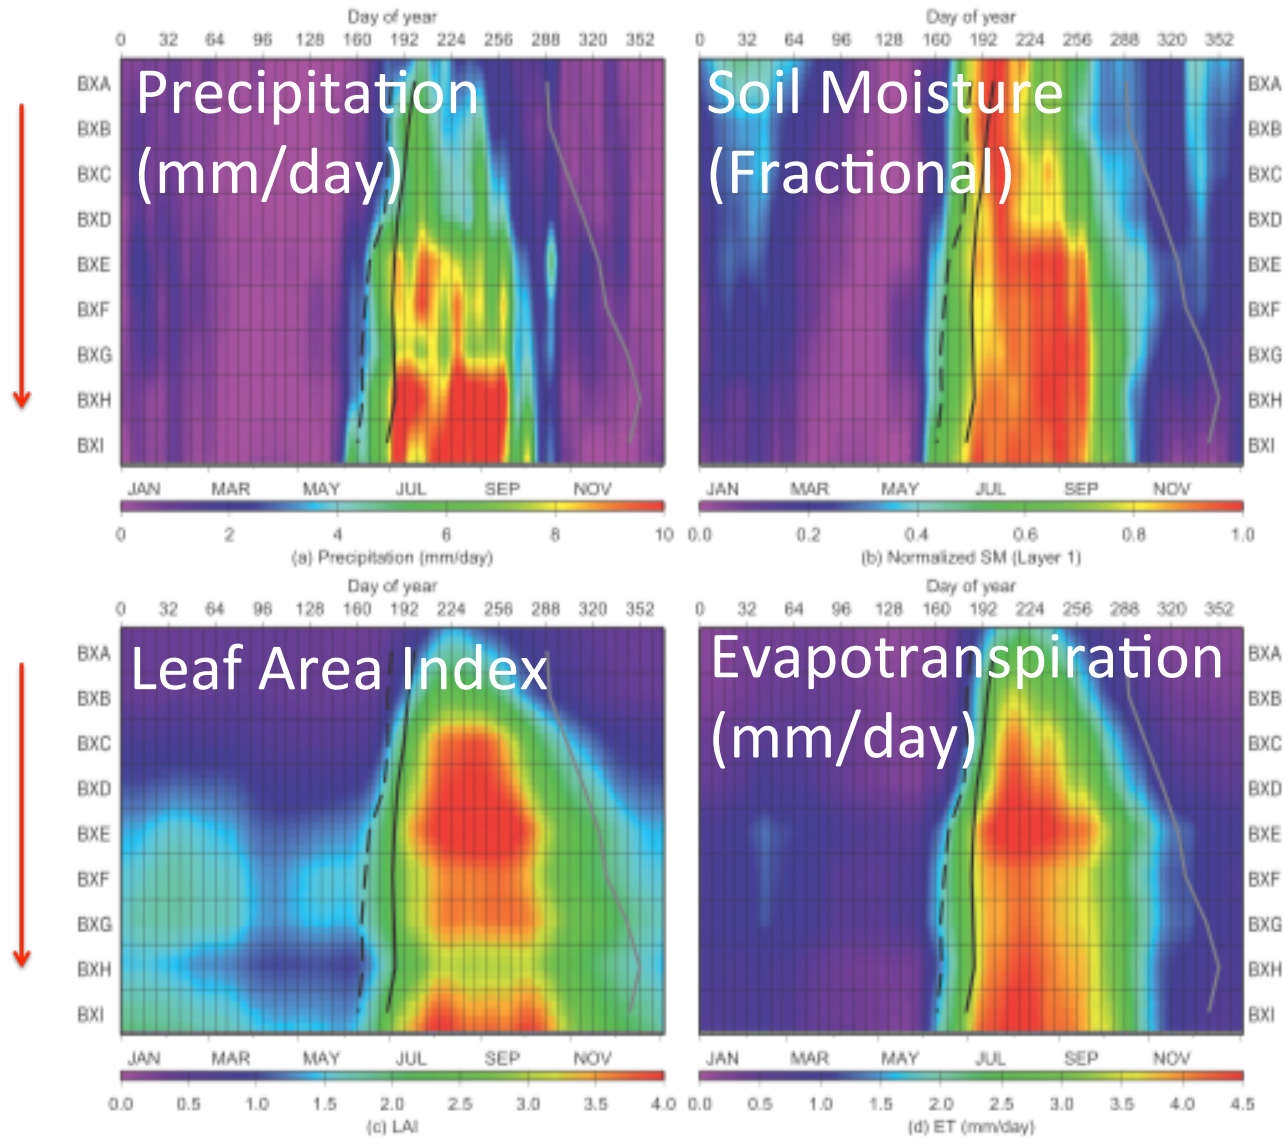 Day of year
0 32 64 96 128 160 192 224 256 288 320 352
Precipitation
(mm/day)
BXA
BXB
BXC
BXD
BXE
BXF
BXG
BXH
BXI
JAN MAR MAY JUL SEP NOV
0 2 4 6 8 10
(a) Precipitation (mm/day)
Day of year
0 32 64 96 128 160 192 224 256 288 320 352
Soil Moisture
(Fractional)
BXA
BXB
BXC
BXD
BXE
BXF
BXG
BXH
BXI
JAN MAR MAY JUL SEP NOV
0.0 0.2 0.4 0.6 0.8 1.0
(b) Normalized SM (Layer 1)
Day of year
0 32 64 96 128 160 192 224 256 288 320 352
Leaf Area Index
BXA
BXB
BXC
BXD
BXE
BXF
BXG
BXH
BXI
JAN MAR MAY JUL SEP NOV
0.0 0.5 1.0 1.5 2.0 2.5 3.0 3.5 4.0
(c) LAI
Day of year
0 32 64 96 128 160 192 224 256 288 320 352
Evapotranspiration
(mm/day)
BXA
BXB
BXC
BXD
BXE
BXF
BXG
BXH
BXI
JAN MAR MAY JUL SEP NOV
0.0 0.5 1.0 1.5 2.0 2.5 3.0 3.5 4.0 4.5
(d) ET (mm/day)